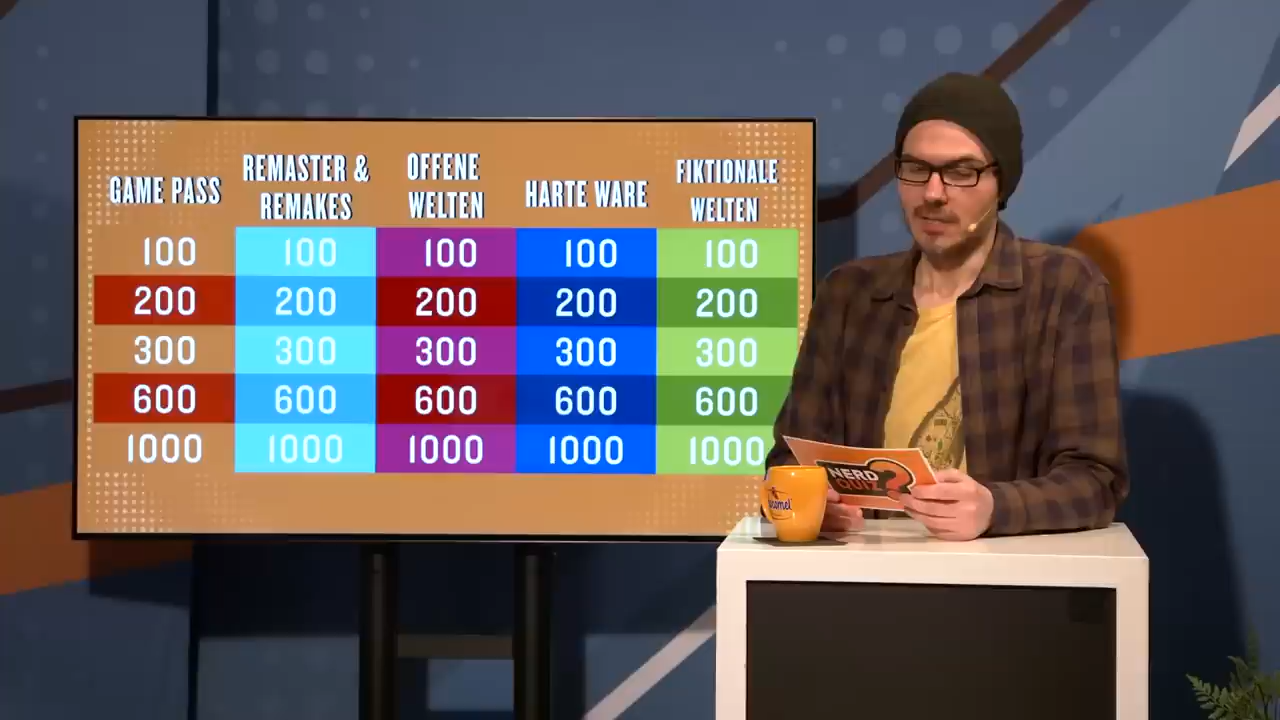 GAME PASS
REMASTER &
REMAKES
OFFENE
WELTEN
HARTE WARE
FIKTIONALE
WELTEN
100 100 100 100 100
200 200 200 200 200
300 300 300 300 300
600 600 600 600 600
1000 1000 1000 1000 1000
NERD
QUIZ?